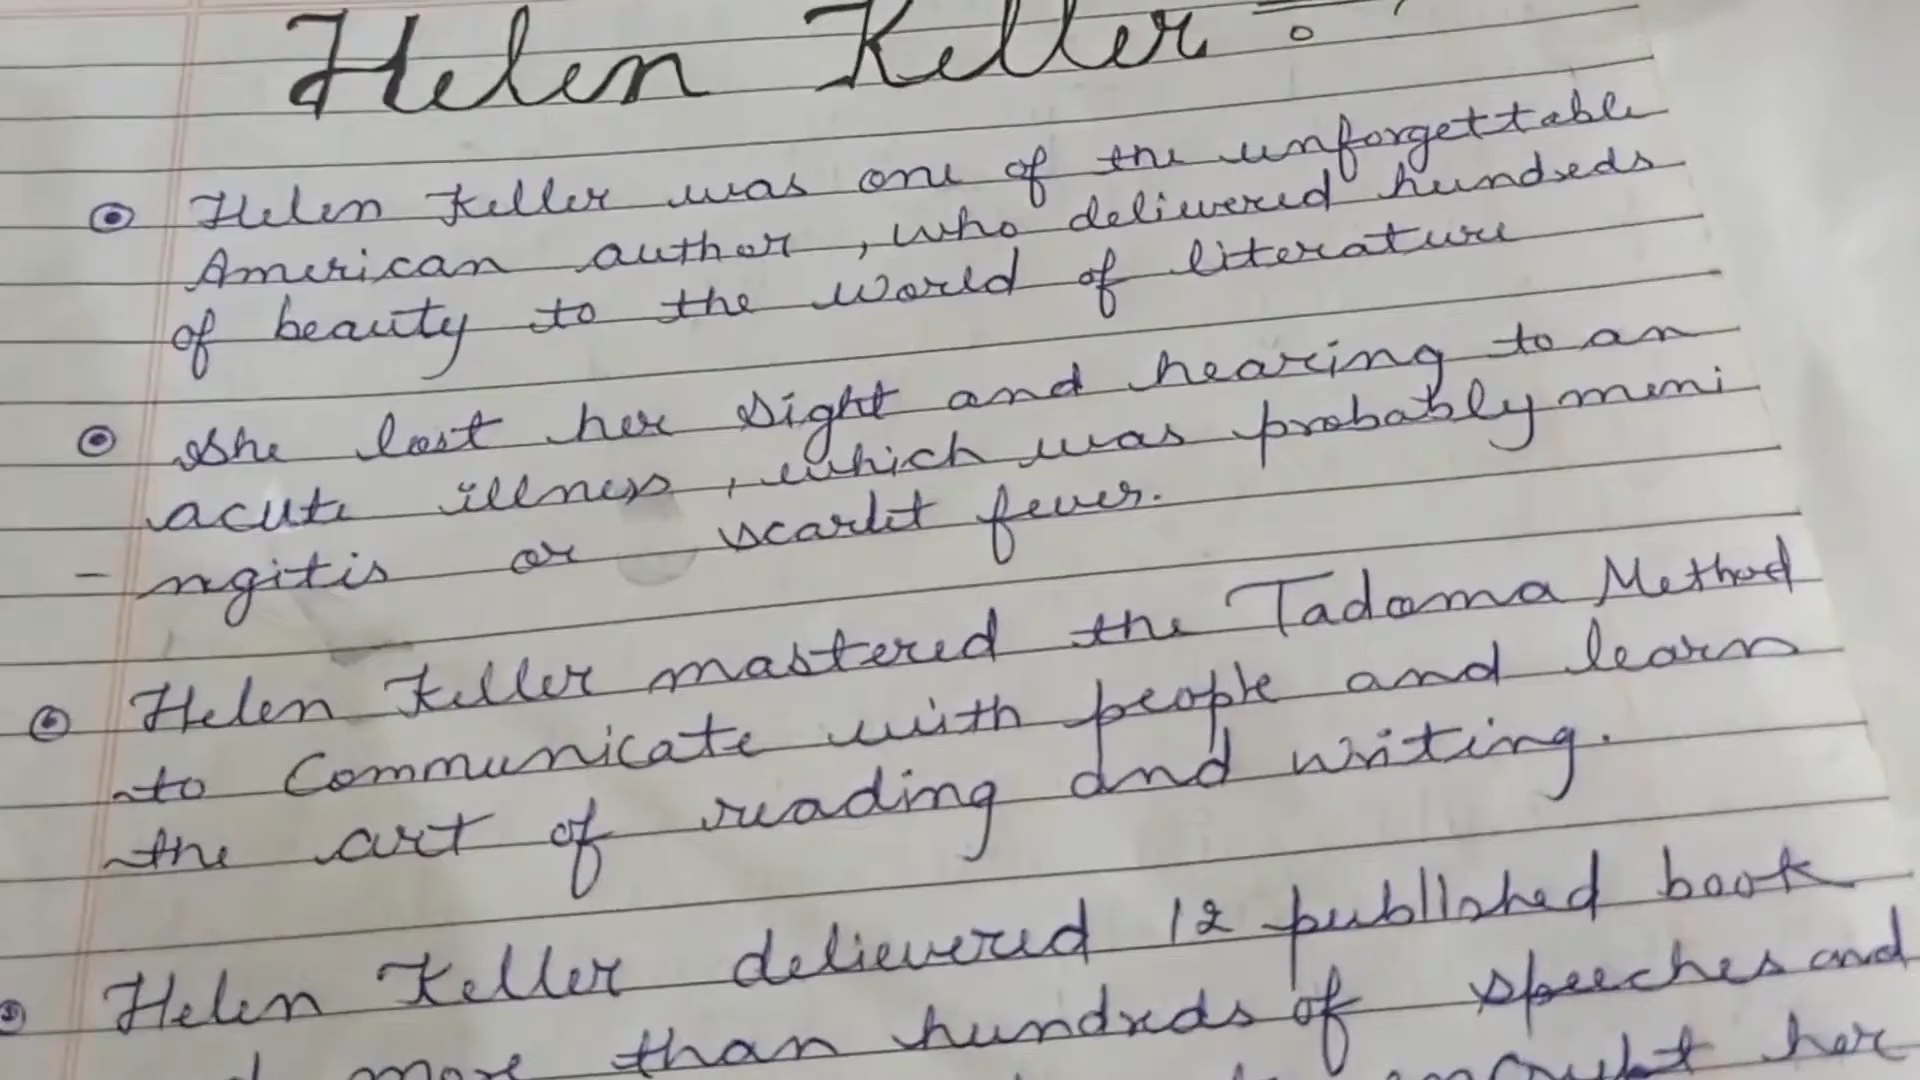 Helen Keller :
Helen Keller was one of the unforgettable
American author, who delivered hundreds
of beauty to the world of literature
She lost her sight and hearing to an
acute illness, which was probably meni
- ngitis or scarlet fever.
Helen Keller mastered the Tadoma Method
to Communicate with people and learn
the art of reading and writing.
Helen Keller delievered 12 published book
more than hundreds of speeches and
her